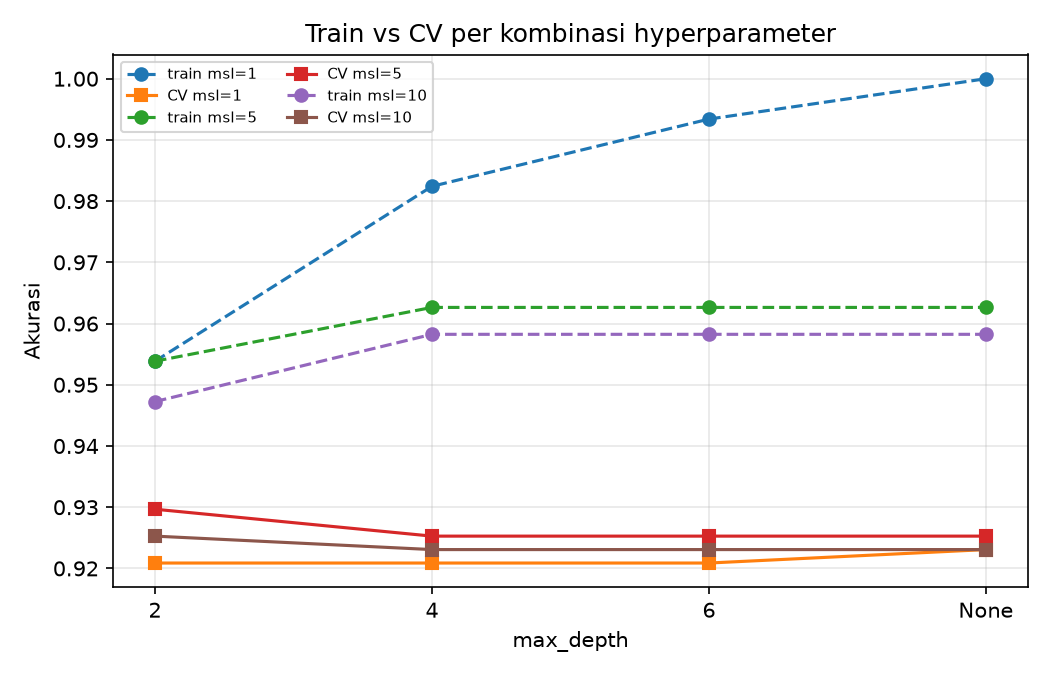 Train vs CV per kombinasi hyperparameter
train msl=1
CV msl=1
train msl=5
CV msl=5
train msl=10
CV msl=10
Akurasi
1.00
0.99
0.98
0.97
0.96
0.95
0.94
0.93
0.92
2
4
6
None
max_depth